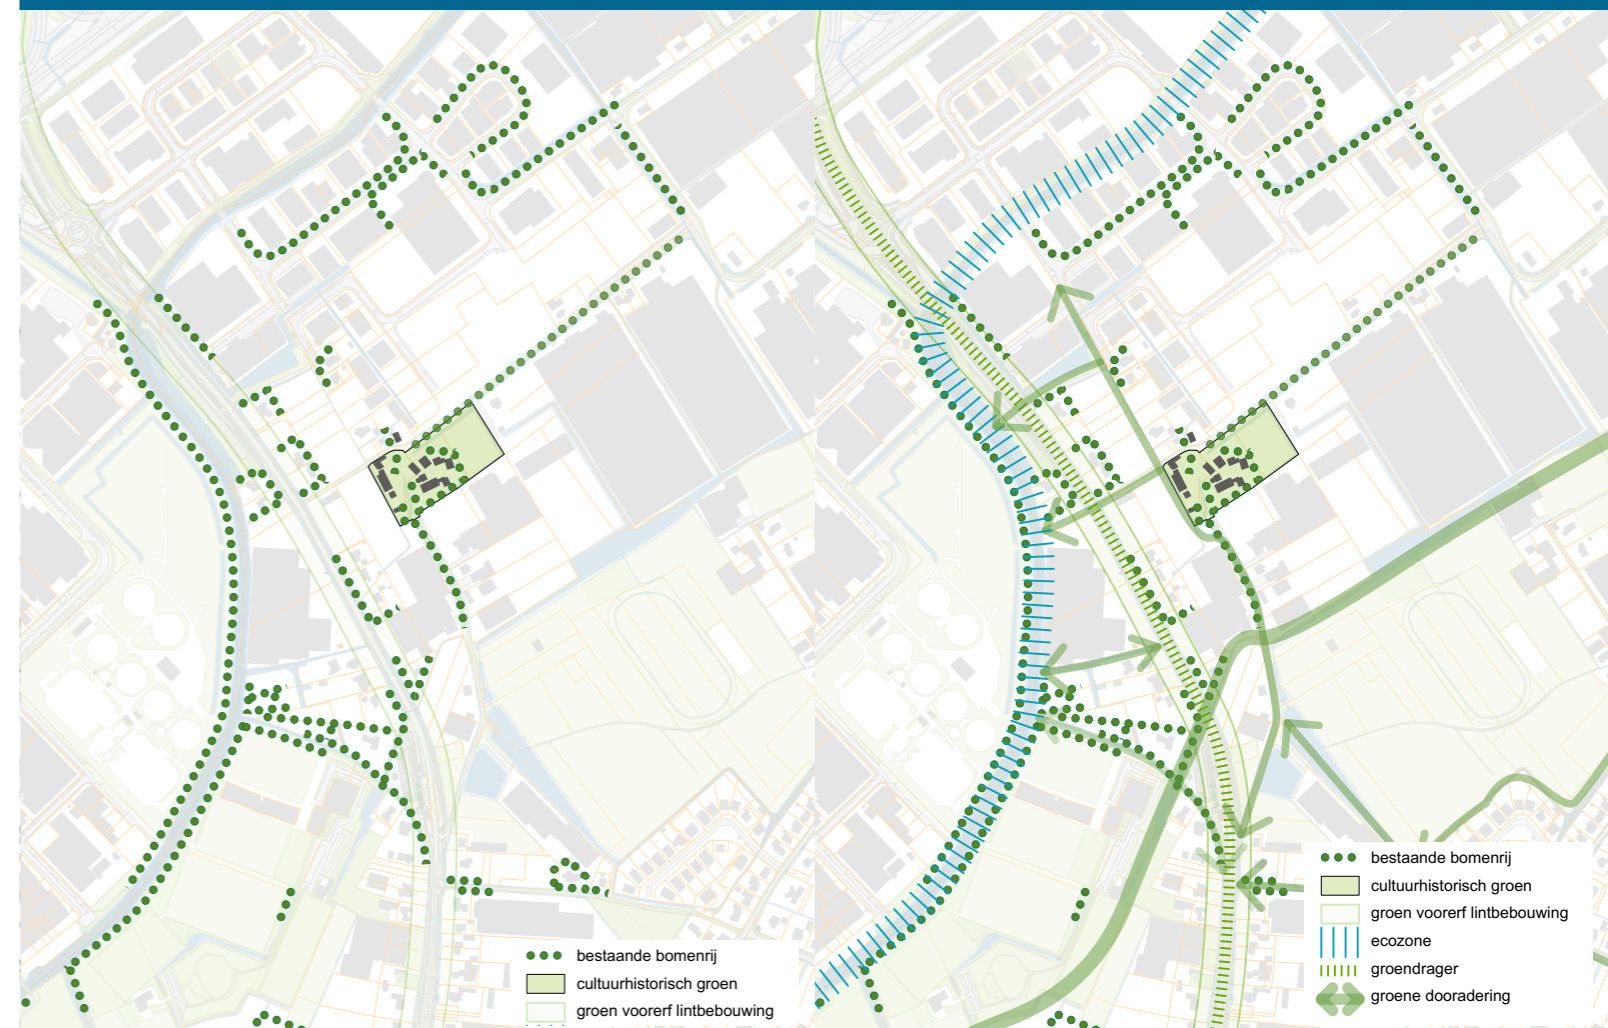 bestaande bomenrij
cultuurhistorisch groen
groen voorerf lintbebouwing
bestaande bomenrij
cultuurhistorisch groen
groen voorerf lintbebouwing
ecozone
groendrager
groene dooradering